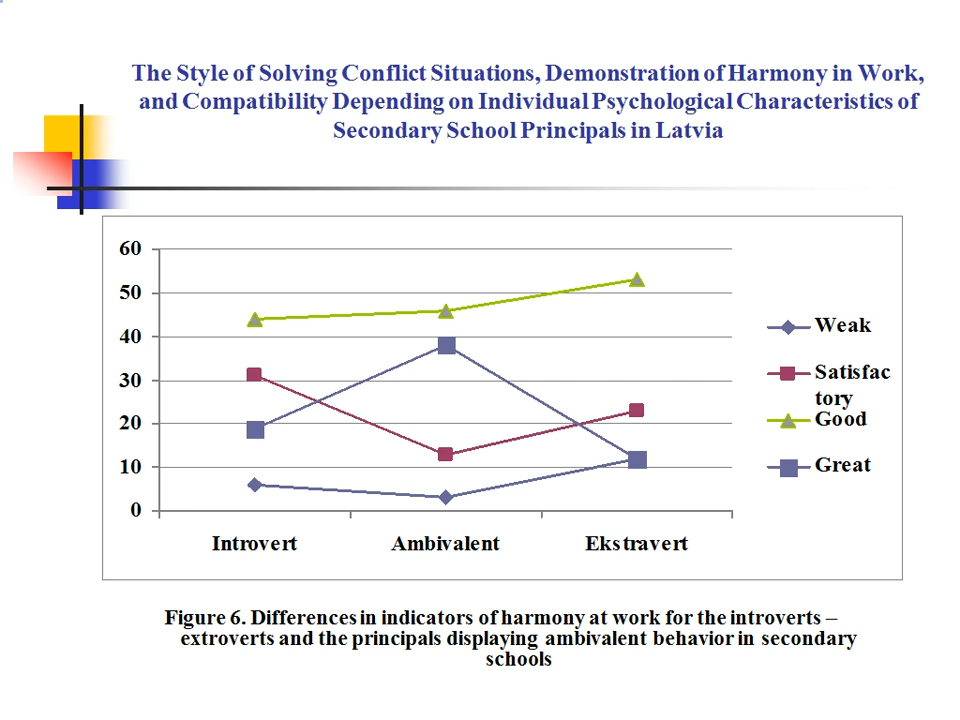 The Style of Solving Conflict Situations, Demonstration of Harmony in Work,
and Compatibility Depending on Individual Psychological Characteristics of
Secondary School Principals in Latvia
60
50
40
30
20
10
0
Introvert
Ambivalent
Ekstravert
Weak
Satisfac
tory
Good
Great
Figure 6. Differences in indicators of harmony at work for the introverts –
extroverts and the principals displaying ambivalent behavior in secondary
schools